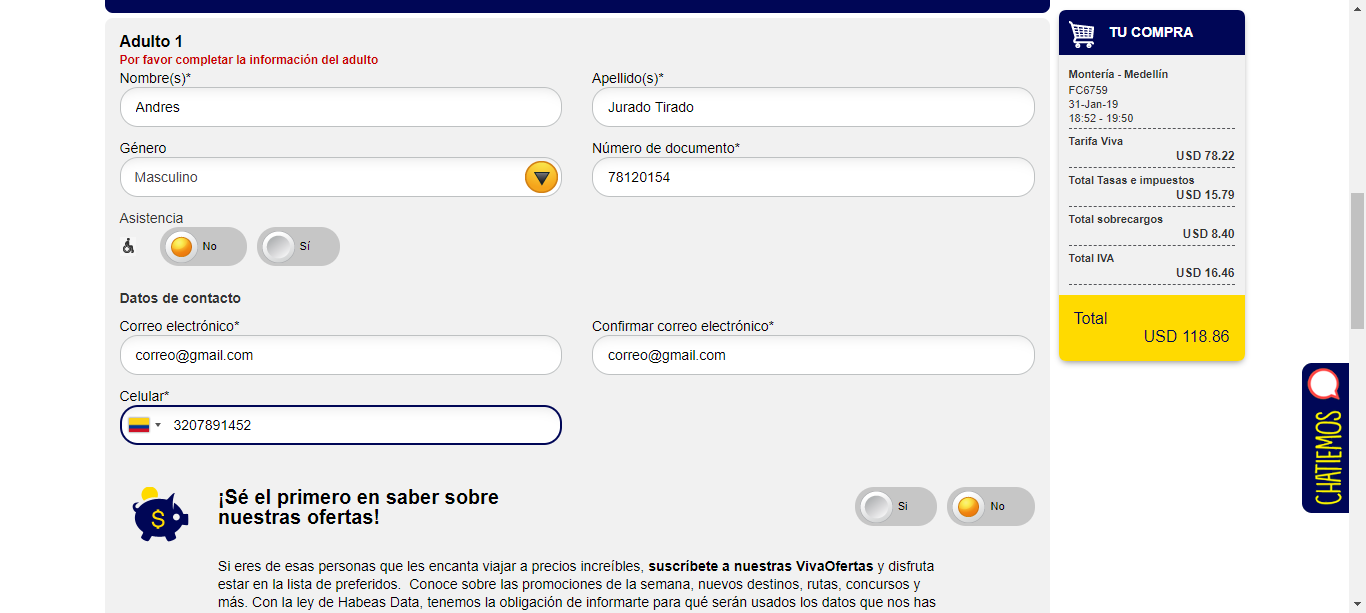 Adulto 1
Por favor completar la información del adulto
Nombre(s)*
Apellido(s)*
Andres
Jurado Tirado
Género
Número de documento*
Masculino
78120154
Asistencia
No
Sí
Datos de contacto
Correo electrónico*
Confirmar correo electrónico*
correo@gmail.com
correo@gmail.com
Celular*
3207891452
$
¡Sé el primero en saber sobre
nuestras ofertas!
Si
No
Si eres de esas personas que les encanta viajar a precios increíbles, suscríbete a nuestras VivaOfertas y disfruta
estar en la lista de preferidos. Conoce sobre las promociones de la semana, nuevos destinos, rutas, concursos y
más. Con la ley de Habeas Data, tenemos la obligación de informarte para qué serán usados los datos que nos has
TU COMPRA
Montería - Medellín
FC6759
31-Jan-19
18:52 - 19:50
Tarifa Viva
USD 78.22
Total Tasas e impuestos
USD 15.79
Total sobrecargos
USD 8.40
Total IVA
USD 16.46
Total
USD 118.86
CHATIEMOS